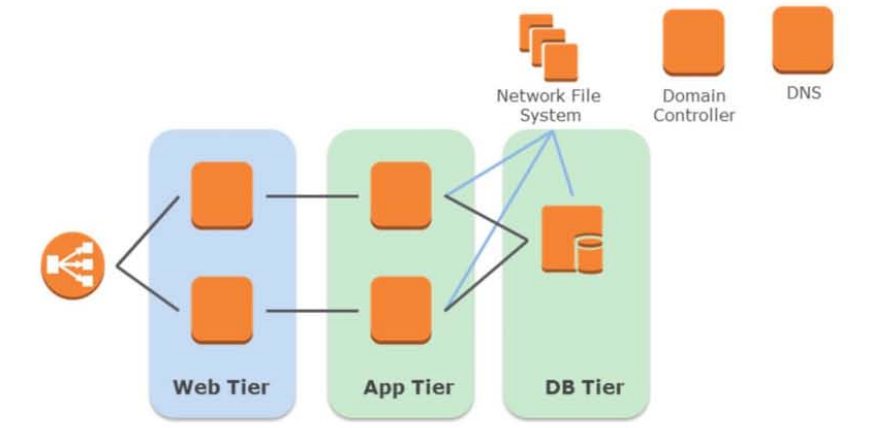 Network File
System
Domain
Controller
DNS
Web Tier
App Tier
DB Tier